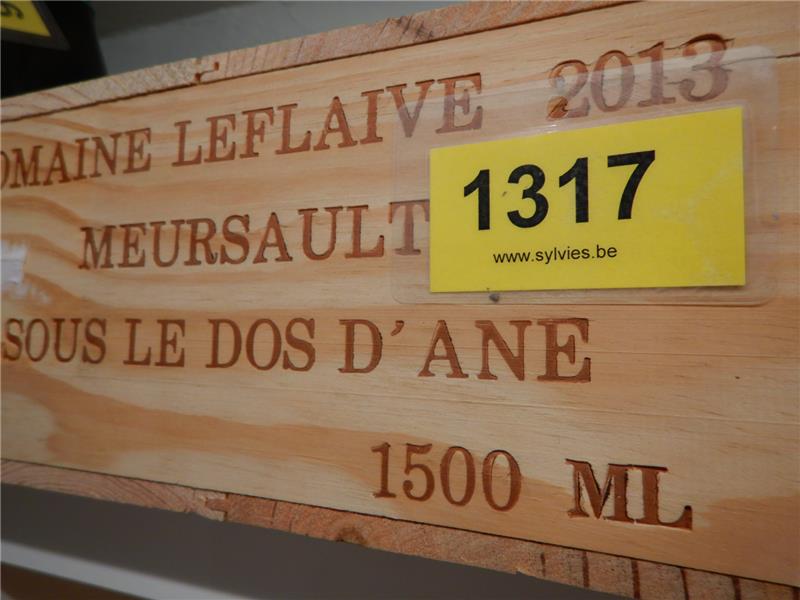 OMAINE LEFLAIVE 2013
MEURSAULT
SOUS LE DOS D'ANE
1500 ML
1317
www.sylvies.be